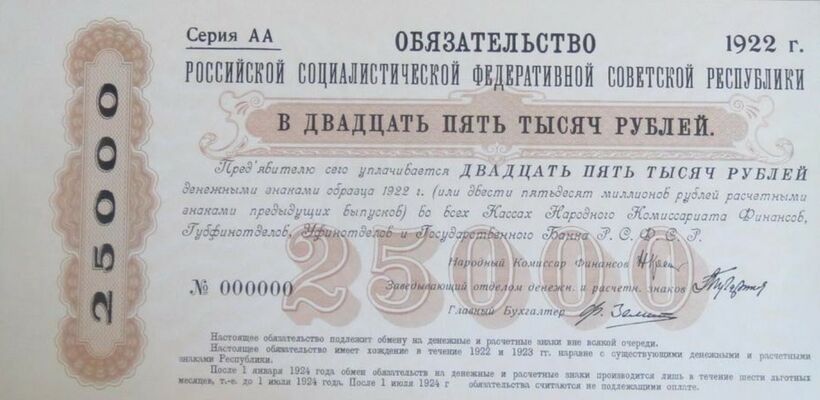 Серия АА
ОБЯЗАТЕЛЬСТВО
1922 г.
РОССИЙСКОЙ СОЦИАЛИСТИЧЕСКОЙ ФЕДЕРАТИВНОЙ СОВЕТСКОЙ РЕСПУБЛИКИ
25000
В ДВАДЦАТЬ ПЯТЬ ТЫСЯЧ РУБЛЕЙ.
Пред'явителю сего уплачивается ДВАДЦАТЬ ПЯТЬ ТЫСЯЧ РУБЛЕЙ
денежными знаками образца 1922 г. (или двести пятьдесят миллионов рублей расчетными
знаками предыдущих выпусков) во всех Кассах Народного Комиссариата Финансов,
Губфинотделов, Уфинотделов и Государственного Банка Р. С. Ф. С. Р.
25000
Народный Комиссар Финансов
№ 000000
Заведывающий отделом денежн. и расчетн. знаков
Главный Бухгалтер
Настоящее обязательство подлежит обмену на денежные и расчетные знаки вне всякой очереди.
Настоящее обязательство имеет хождение в течение 1922 и 1923 гг. наравне с существующими денежными и расчетными
знаками Республики.
После 1 января 1924 года обмен обязательств на денежные и расчетные знаки производится лишь в течение шести льготных
месяцев, т.-е. до 1 июля 1924 года. После 1 июля 1924 г обязательства считаются не подлежащими оплате.